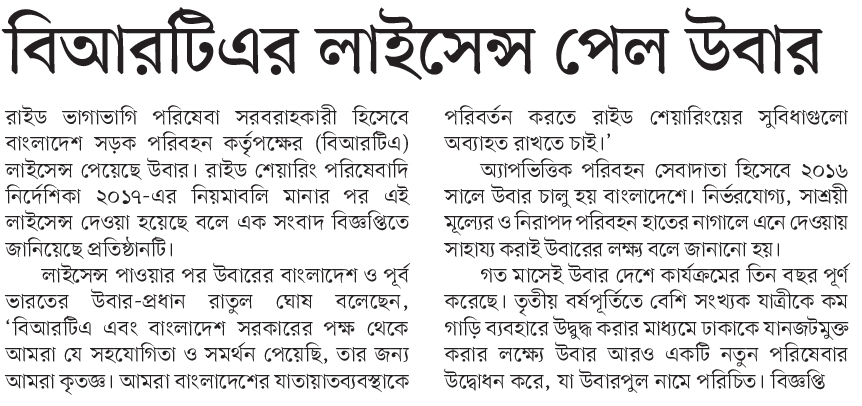 বিআরটিএর লাইসেন্স পেল উবার
রাইড ভাগাভাগি পরিষেবা সরবরাহকারী হিসেবে
বাংলাদেশ সড়ক পরিবহন কর্তৃপক্ষের (বিআরটিএ)
লাইসেন্স পেয়েছে উবার। রাইড শেয়ারিং পরিষেবাদি
নির্দেশিকা ২০১৭-এর নিয়মাবলি মানার পর এই
লাইসেন্স দেওয়া হয়েছে বলে এক সংবাদ বিজ্ঞপ্তিতে
জানিয়েছে প্রতিষ্ঠানটি।
লাইসেন্স পাওয়ার পর উবারের বাংলাদেশ ও পূর্ব
ভারতের উবার-প্রধান রাতুল ঘোষ বলেছেন,
‘বিআরটিএ এবং বাংলাদেশ সরকারের পক্ষ থেকে
আমরা যে সহযোগিতা ও সমর্থন পেয়েছি, তার জন্য
আমরা কৃতজ্ঞ। আমরা বাংলাদেশের যাতায়াতব্যবস্থাকে
পরিবর্তন করতে রাইড শেয়ারিংয়ের সুবিধাগুলো
অব্যাহত রাখতে চাই।’
অ্যাপভিত্তিক পরিবহন সেবাদাতা হিসেবে ২০১৬
সালে উবার চালু হয় বাংলাদেশে। নির্ভরযোগ্য, সাশ্রয়ী
মূল্যের ও নিরাপদ পরিবহন হাতের নাগালে এনে দেওয়ায়
সাহায্য করাই উবারের লক্ষ্য বলে জানানো হয়।
গত মাসেই উবার দেশে কার্যক্রমের তিন বছর পূর্ণ
করেছে। তৃতীয় বর্ষপূর্তিতে বেশি সংখ্যক যাত্রীকে কম
গাড়ি ব্যবহারে উদ্বুদ্ধ করার মাধ্যমে ঢাকাকে যানজটমুক্ত
করার লক্ষ্যে উবার আরও একটি নতুন পরিষেবার
উদ্বোধন করে, যা উবারপুল নামে পরিচিত। বিজ্ঞপ্তি